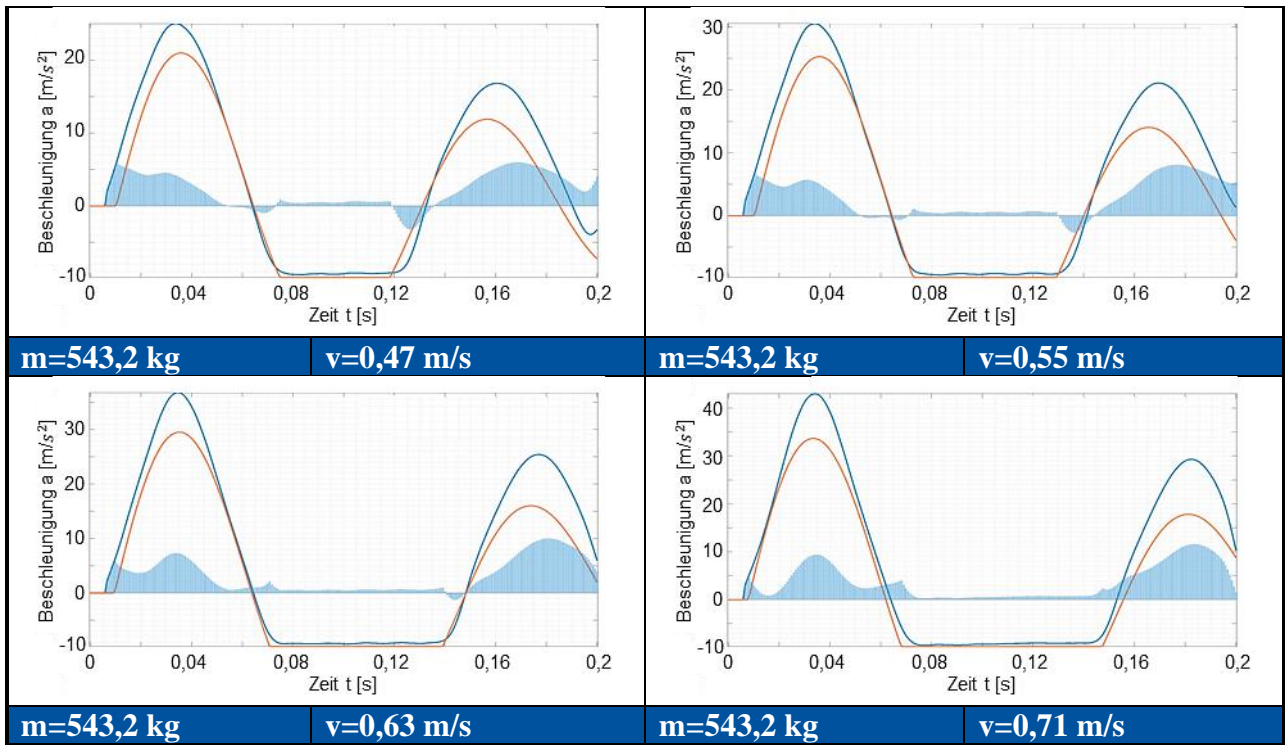 Beschleunigung a [m/s²]
20
10
0
-10
0 0,04 0,08 0,12 0,16 0,2
Zeit t [s]
m=543,2 kg v=0,47 m/s
Beschleunigung a [m/s²]
30
20
10
0
-10
0 0,04 0,08 0,12 0,16 0,2
Zeit t [s]
m=543,2 kg v=0,55 m/s
Beschleunigung a [m/s²]
30
20
10
0
-10
0 0,04 0,08 0,12 0,16 0,2
Zeit t [s]
m=543,2 kg v=0,63 m/s
Beschleunigung a [m/s²]
40
30
20
10
0
-10
0 0,04 0,08 0,12 0,16 0,2
Zeit t [s]
m=543,2 kg v=0,71 m/s